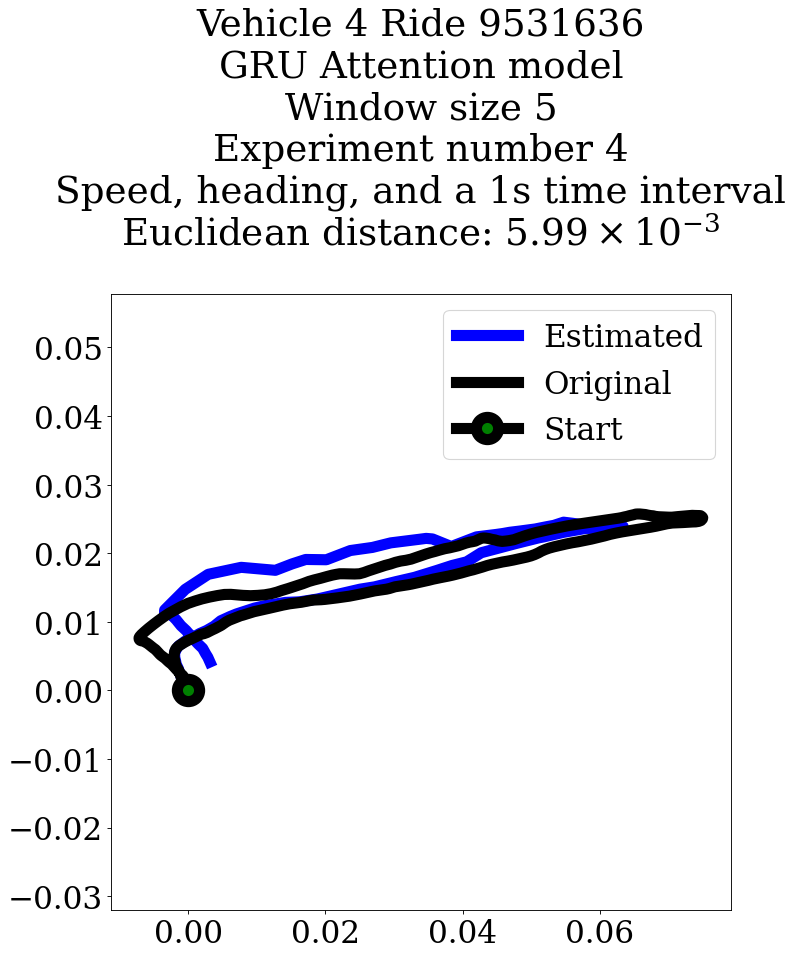 Vehicle 4 Ride 9531636
GRU Attention model
Window size 5
Experiment number 4
Speed, heading, and a 1s time interval
Euclidean distance: 5.99 × 10⁻³
Estimated
Original
Start
0.05
0.04
0.03
0.02
0.01
0.00
−0.01
−0.02
−0.03
0.00 0.02 0.04 0.06